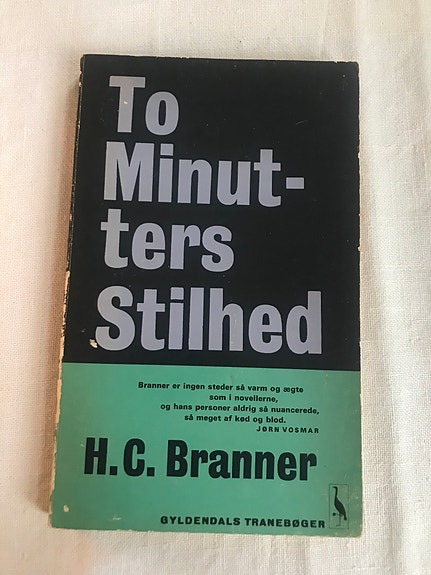 To
Minut-
ters
Stilhed
Branner er ingen steder så varm og ægte
som i novellerne,
og hans personer aldrig så nuancerede,
så meget af kød og blod.
JØRN VOSMAR
H.C. Branner
GYLDENDALS TRANEBØGER